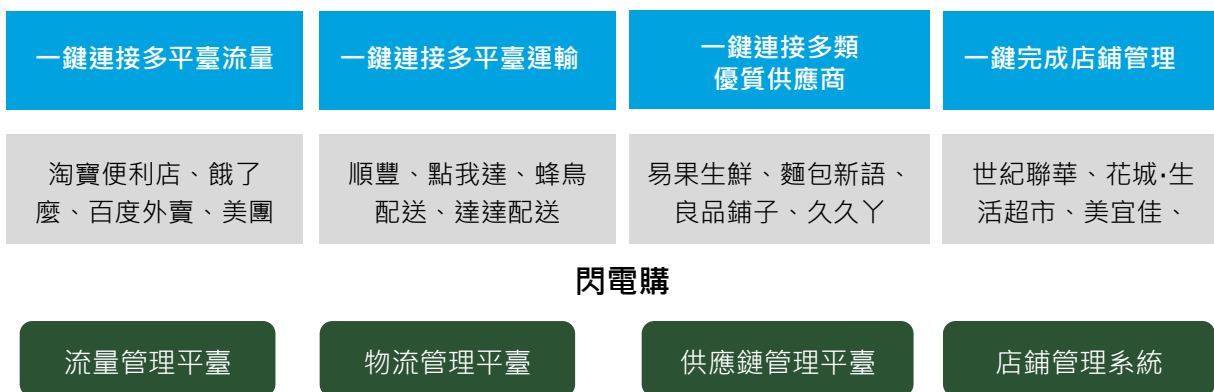 一鍵連接多平臺流量
一鍵連接多平臺運輸
一鍵連接多類
優質供應商
一鍵完成店鋪管理
淘寶便利店、餓了
麼、百度外賣、美團
順豐、點我達、蜂鳥
配送、達達配送
易果生鮮、麵包新語、
良品鋪子、久久丫
世紀聯華、花城·生
活超市、美宜佳、
閃電購
流量管理平臺
物流管理平臺
供應鏈管理平臺
店鋪管理系統